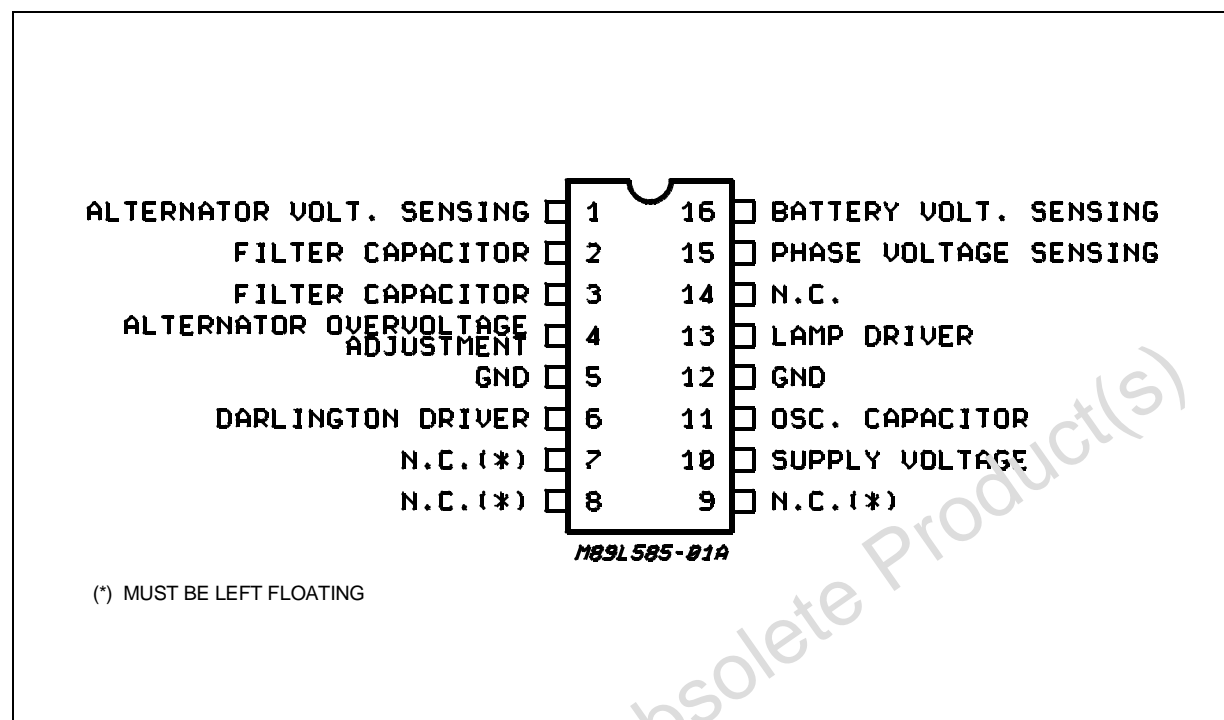 ALTERNATOR VOLT. SENSING 1 16 BATTERY VOLT. SENSING
FILTER CAPACITOR 2 15 PHASE VOLTAGE SENSING
FILTER CAPACITOR 3 14 N.C.
ALTERNATOR OVERVOLTAGE
ADJUSTMENT 4 13 LAMP DRIVER
GND 5 12 GND
DARLINGTON DRIVER 6 11 OSC. CAPACITOR
N.C.(*) 7 10 SUPPLY VOLTAGE
N.C.(*) 8 9 N.C.(*)
M89L585-01A
(*) MUST BE LEFT FLOATING
bsolete Product(s)